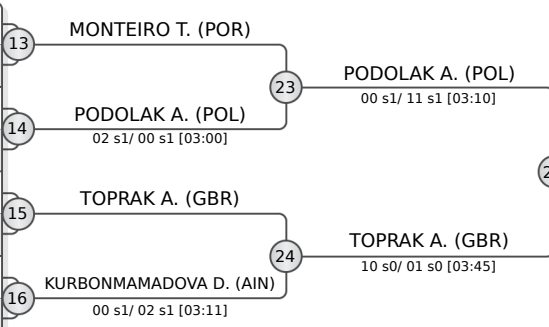 MONTEIRO T. (POR)
13
23
PODOLAK A. (POL)
00 s1/ 11 s1 [03:10]
PODOLAK A. (POL)
14
02 s1/ 00 s1 [03:00]
TOPRAK A. (GBR)
15
24
TOPRAK A. (GBR)
10 s0/ 01 s0 [03:45]
KURBONMAMADOVA D. (AIN)
16
00 s1/ 02 s1 [03:11]